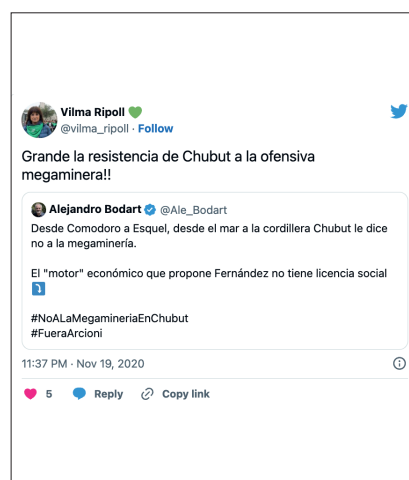 Vilma Ripoll 💚
@vilma_ripoll · Follow
Grande la resistencia de Chubut a la ofensiva
megaminera!!
Alejandro Bodart @Ale_Bodart
Desde Comodoro a Esquel, desde el mar a la cordillera Chubut le dice
no a la megaminería.
El "motor" económico que propone Fernández no tiene licencia social
⤵️
#NoALaMegamineriaEnChubut
#FueraArcioni
11:37 PM · Nov 19, 2020
5 Reply Copy link